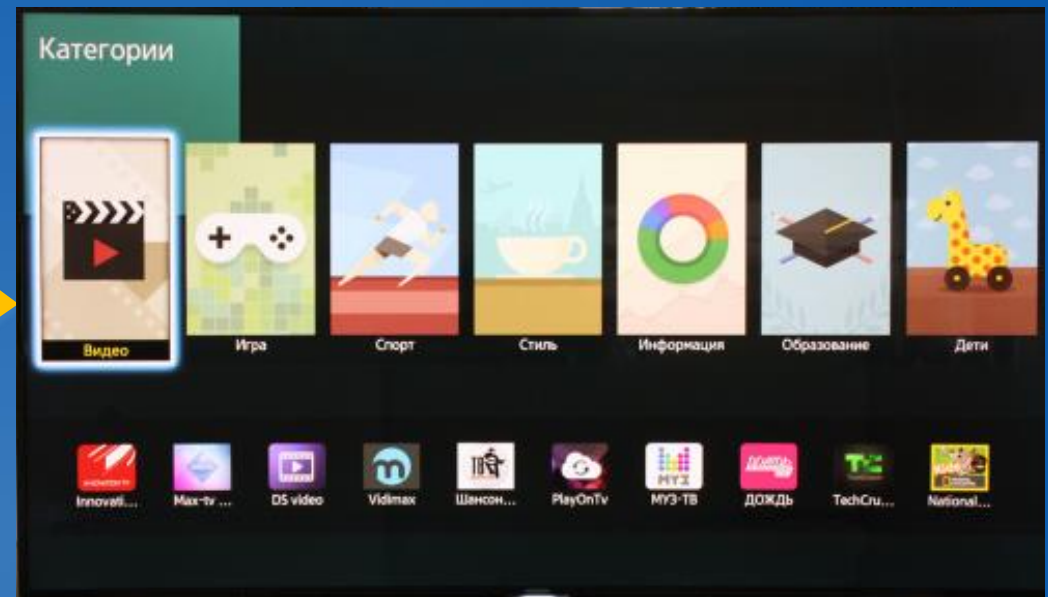 Категории
Видео
Игра
Спорт
Стиль
Информация
Образование
Дети
Innovati...
Max-tv ...
DS video
Vidimax
Шансон...
PlayOnTv
МУЗ-ТВ
ДОЖДЬ
TechCru...
National...